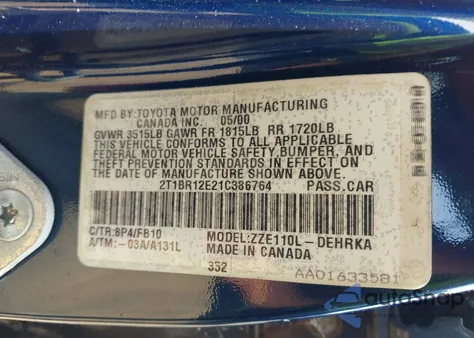 MFD. BY: TOYOTA MOTOR MANUFACTURING
CANADA INC. 05/00
GVWR 3515LB GAWR FR 1815LB RR 1720LB
THIS VEHICLE CONFORMS TO ALL APPLICABLE
FEDERAL MOTOR VEHICLE SAFETY, BUMPER, AND
THEFT PREVENTION STANDARDS IN EFFECT ON
THE DATE OF MANUFACTURE SHOWN ABOVE.
2T1BR12E21C386764 PASS.CAR
C/TR: 8P4/FB10 MODEL: ZZE110L-DEHRKA
A/TM: -03A/A131L MADE IN CANADA
352 AA01633581
autoSnap